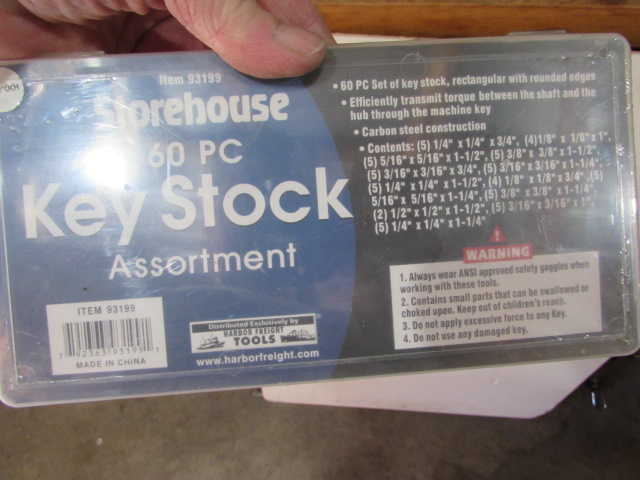 Item 93199
Storehouse
60 PC
Key Stock
Assortment
ITEM 93199
7 92363 93199 1
MADE IN CHINA
Distributed Exclusively by
HARBOR FREIGHT
TOOLS
www.harborfreight.com
• 60 PC Set of key stock, rectangular with rounded edges
• Efficiently transmit torque between the shaft and the
hub through the machine key
• Carbon steel construction
• Contents: (5) 1/4" x 1/4" x 3/4", (4)1/8" x 1/8"x 1",
(5) 5/16" x 5/16"x 1-1/2", (5) 3/8"x 3/8"x 1-1/2",
(5) 3/16"x 3/16"x 3/4", (5) 3/16"x 3/16"x 1-1/4",
(5) 1/4" x 1/4"x 1-1/2", (4) 1/8" x 1/8"x 3/4",(5)
5/16"x 5/16"x 1-1/4", (5) 3/8"x 3/8"x 1-1/4",
(2) 1/2"x 1/2"x 1-1/2", (5) 3/16"x 3/16"x 1",
(5) 1/4"x 1/4"x 1-1/4"
WARNING
1. Always wear ANSI approved safety goggles when
working with these tools.
2. Contains small parts that can be swallowed or
choked upon. Keep out of children's reach.
3. Do not apply excessive force to any Key.
4. Do not use any damaged key.